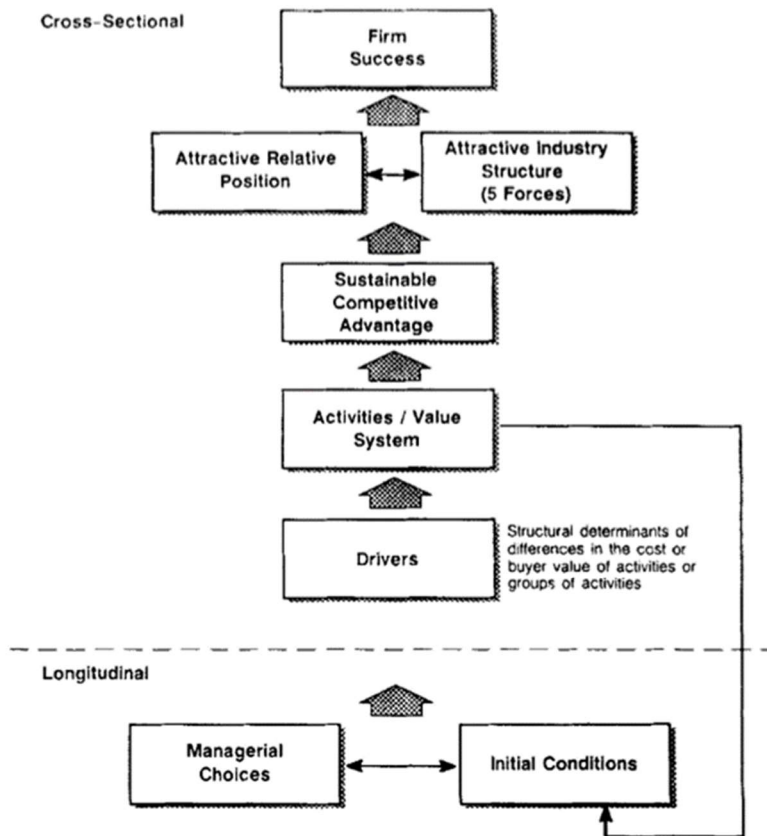 Cross-Sectional
Firm
Success
Attractive Relative
Position
Attractive Industry
Structure
(5 Forces)
Sustainable
Competitive
Advantage
Activities / Value
System
Drivers
Structural determinants of
differences in the cost or
buyer value of activities or
groups of activities
Longitudinal
Managerial
Choices
Initial Conditions